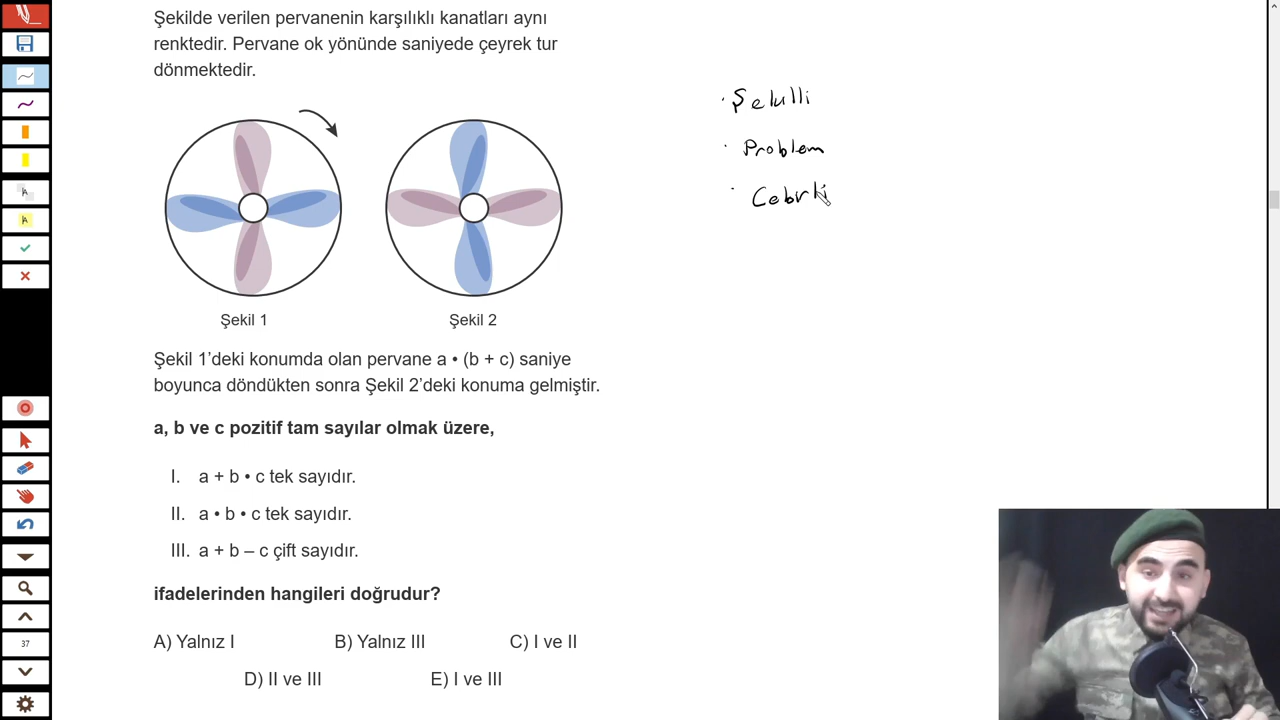 Şekilde verilen pervanenin karşılıklı kanatları aynı
renktedir. Pervane ok yönünde saniyede çeyrek tur
dönmektedir.
Şekil 1
Şekil 2
Şekil 1’deki konumda olan pervane a • (b + c) saniye
boyunca döndükten sonra Şekil 2’deki konuma gelmiştir.
a, b ve c pozitif tam sayılar olmak üzere,
I. a + b • c tek sayıdır.
II. a • b • c tek sayıdır.
III. a + b – c çift sayıdır.
ifadelerinden hangileri doğrudur?
A) Yalnız I B) Yalnız III C) I ve II
D) II ve III E) I ve III
· Şekilli
· Problem
· Cebrki
A
A
37